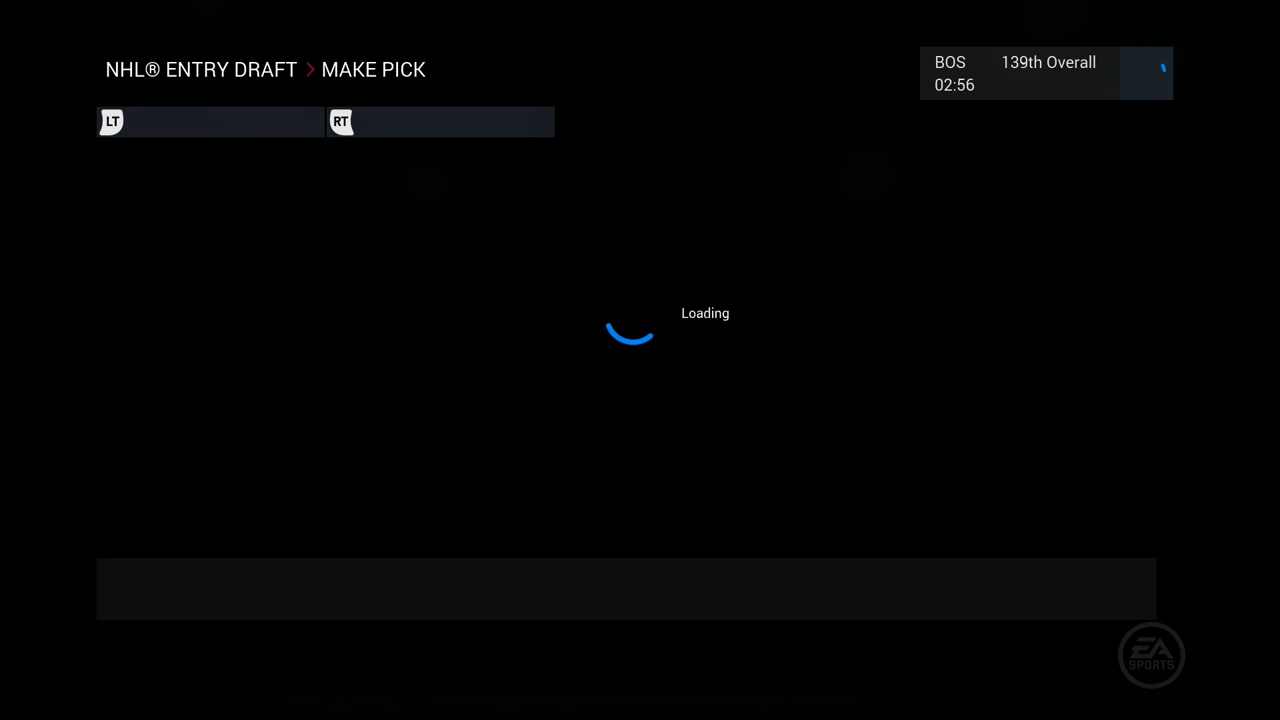 NHL® ENTRY DRAFT > MAKE PICK
BOS 139th Overall
02:56
LT RT
Loading
EA
SPORTS